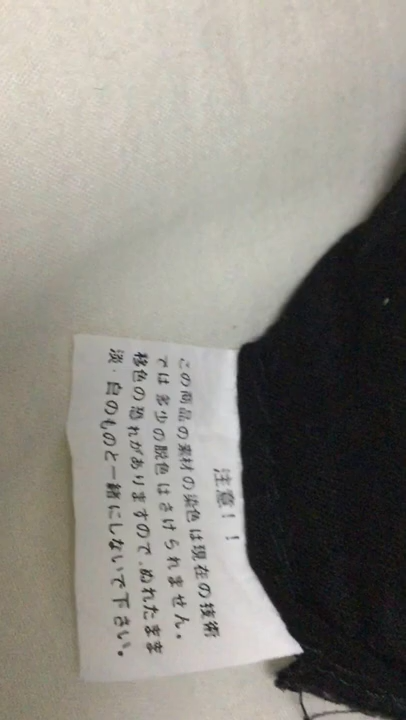 注意!!
この商品の素材の染色は現在の技術
では多少の脱色はさけられません。
移色の恐れがありますので、ぬれたまま
淡・白のものと一緒にしないで下さい。